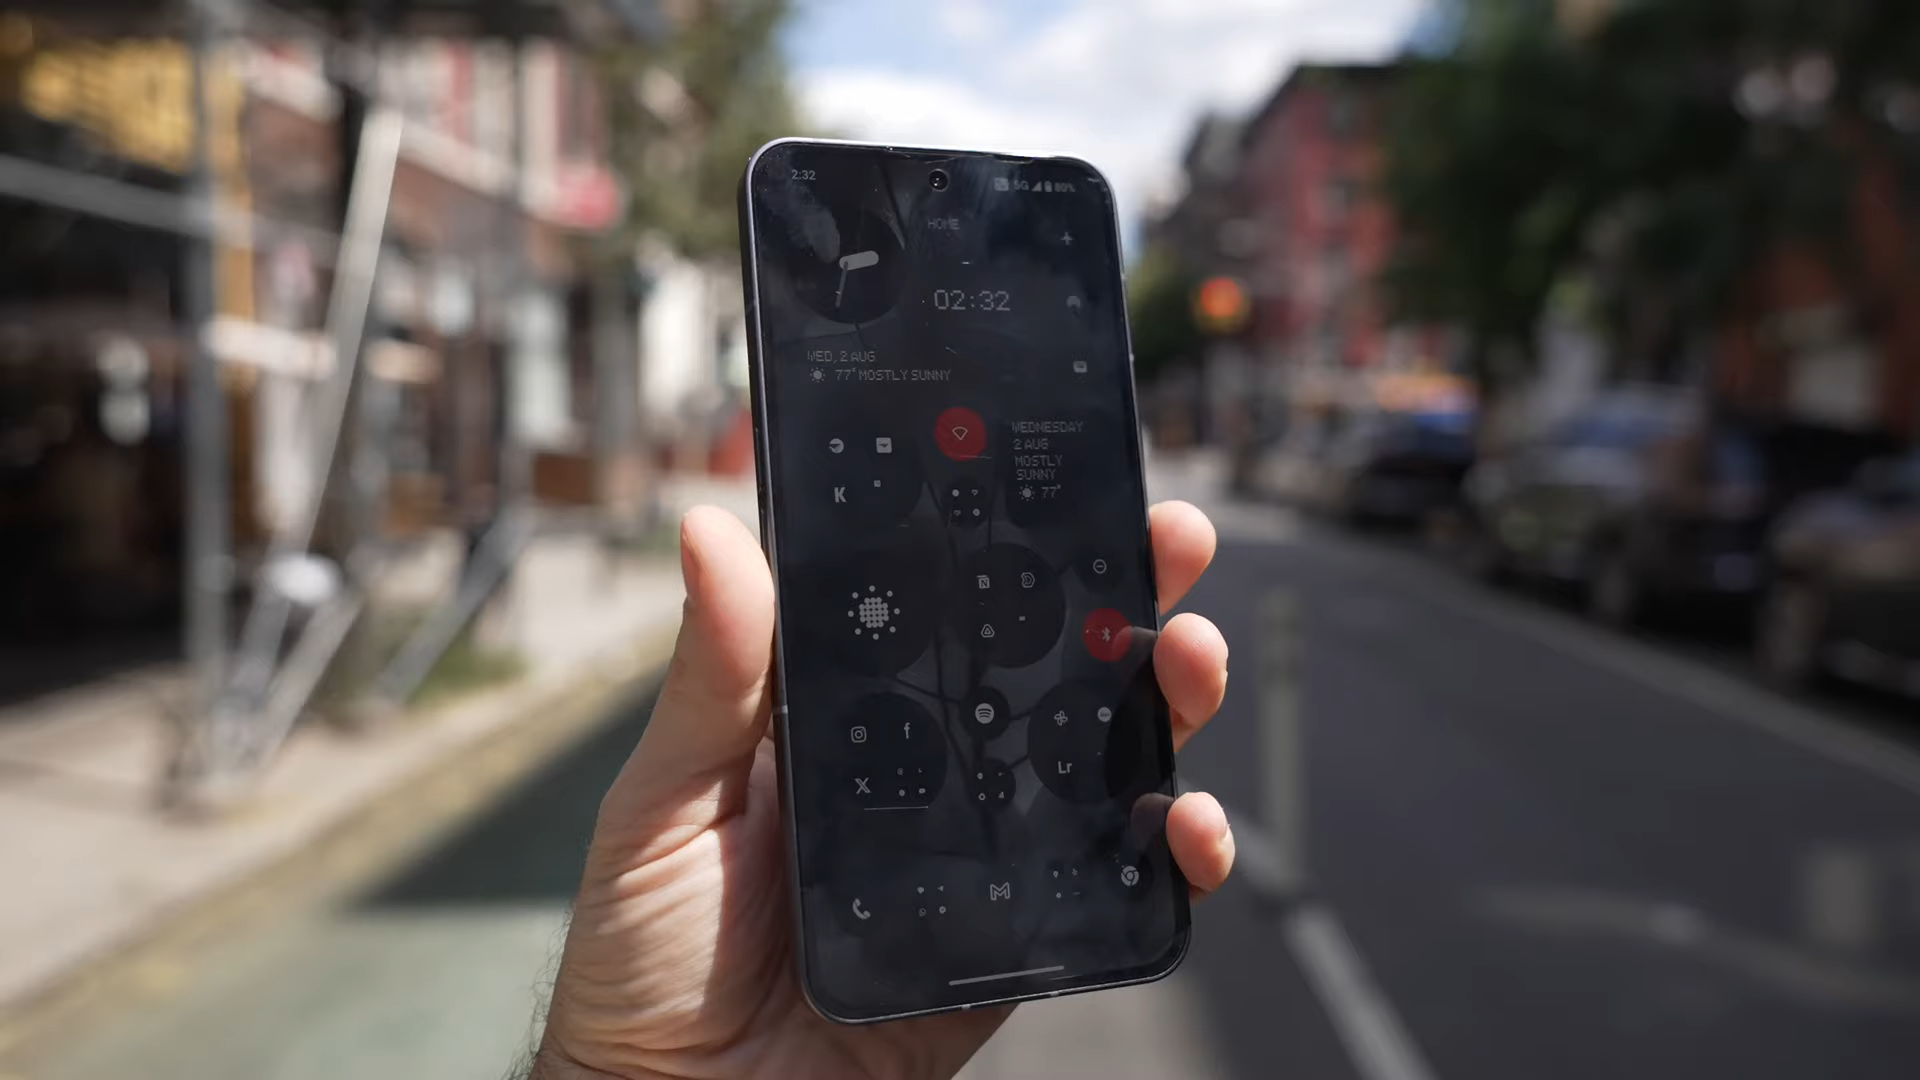 2:32
5G 80%
HOME
02:32
WED, 2 AUG
77° MOSTLY SUNNY
WEDNESDAY
2 AUG
MOSTLY
SUNNY
77°
K
N
f
X
Lr
M